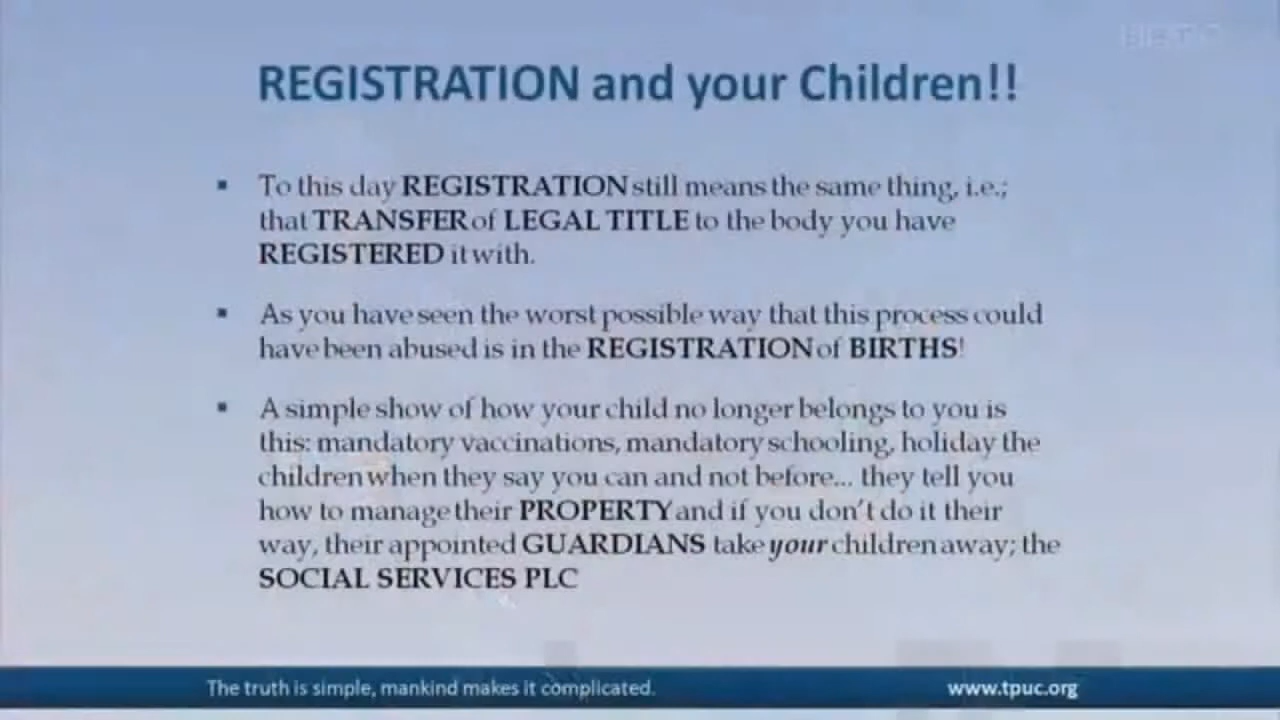 REGISTRATION and your Children!!
▪ To this day REGISTRATION still means the same thing, i.e.;
that TRANSFER of LEGAL TITLE to the body you have
REGISTERED it with.
▪ As you have seen the worst possible way that this process could
have been abused is in the REGISTRATION of BIRTHS!
▪ A simple show of how your child no longer belongs to you is
this: mandatory vaccinations, mandatory schooling, holiday the
children when they say you can and not before... they tell you
how to manage their PROPERTY and if you don't do it their
way, their appointed GUARDIANS take your children away; the
SOCIAL SERVICES PLC
The truth is simple, mankind makes it complicated.
www.tpuc.org